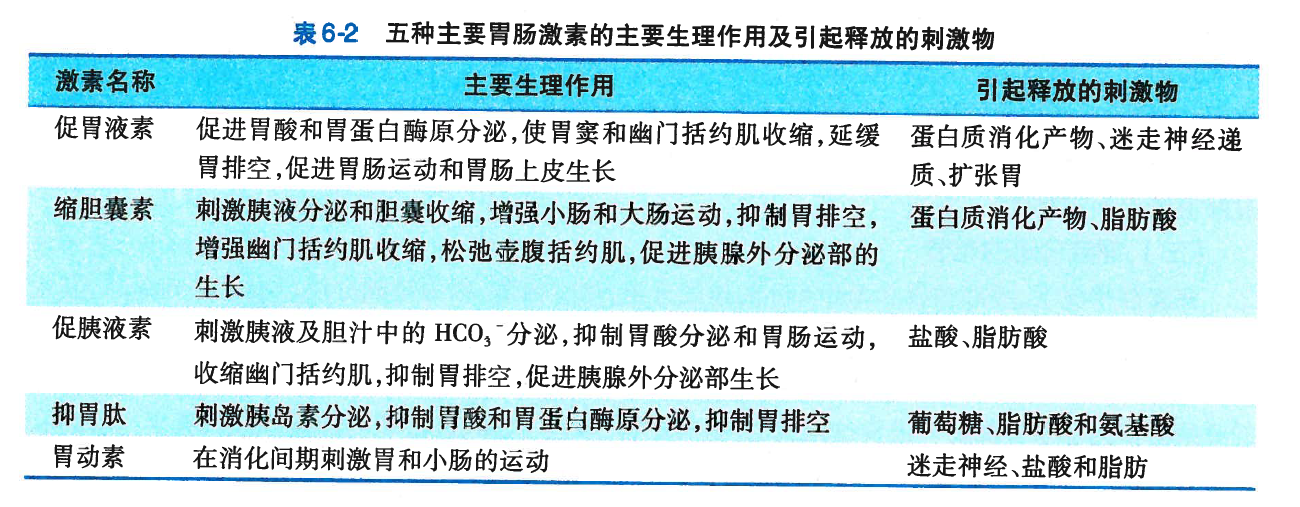 表6-2 五种主要胃肠激素的主要生理作用及引起释放的刺激物
激素名称 主要生理作用 引起释放的刺激物
促胃液素 促进胃酸和胃蛋白酶原分泌,使胃窦和幽门括约肌收缩,延缓 蛋白质消化产物、迷走神经递
胃排空,促进胃肠运动和胃肠上皮生长 质、扩张胃
缩胆囊素 刺激胰液分泌和胆囊收缩,增强小肠和大肠运动,抑制胃排空, 蛋白质消化产物、脂肪酸
增强幽门括约肌收缩,松弛壶腹括约肌,促进胰腺外分泌部的
生长
促胰液素 刺激胰液及胆汁中的 HCO₃⁻分泌,抑制胃酸分泌和胃肠运动, 盐酸、脂肪酸
收缩幽门括约肌,抑制胃排空,促进胰腺外分泌部生长
抑胃肽 刺激胰岛素分泌,抑制胃酸和胃蛋白酶原分泌,抑制胃排空 葡萄糖、脂肪酸和氨基酸
胃动素 在消化间期刺激胃和小肠的运动 迷走神经、盐酸和脂肪